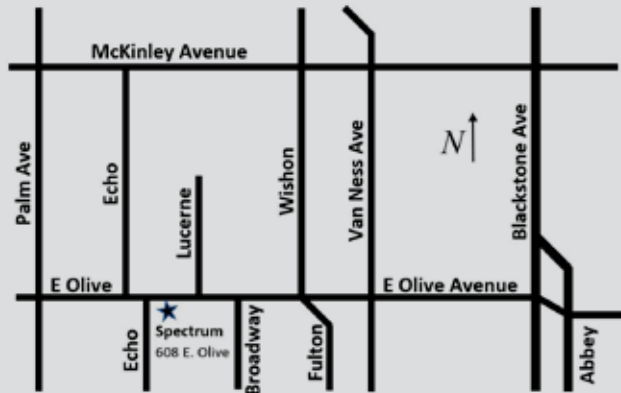 McKinley Avenue
Palm Ave
Echo
Lucerne
Wishon
Van Ness Ave
N
Blackstone Ave
E Olive
E Olive Avenue
Spectrum
608 E. Olive
Echo
Broadway
Fulton
Abbey